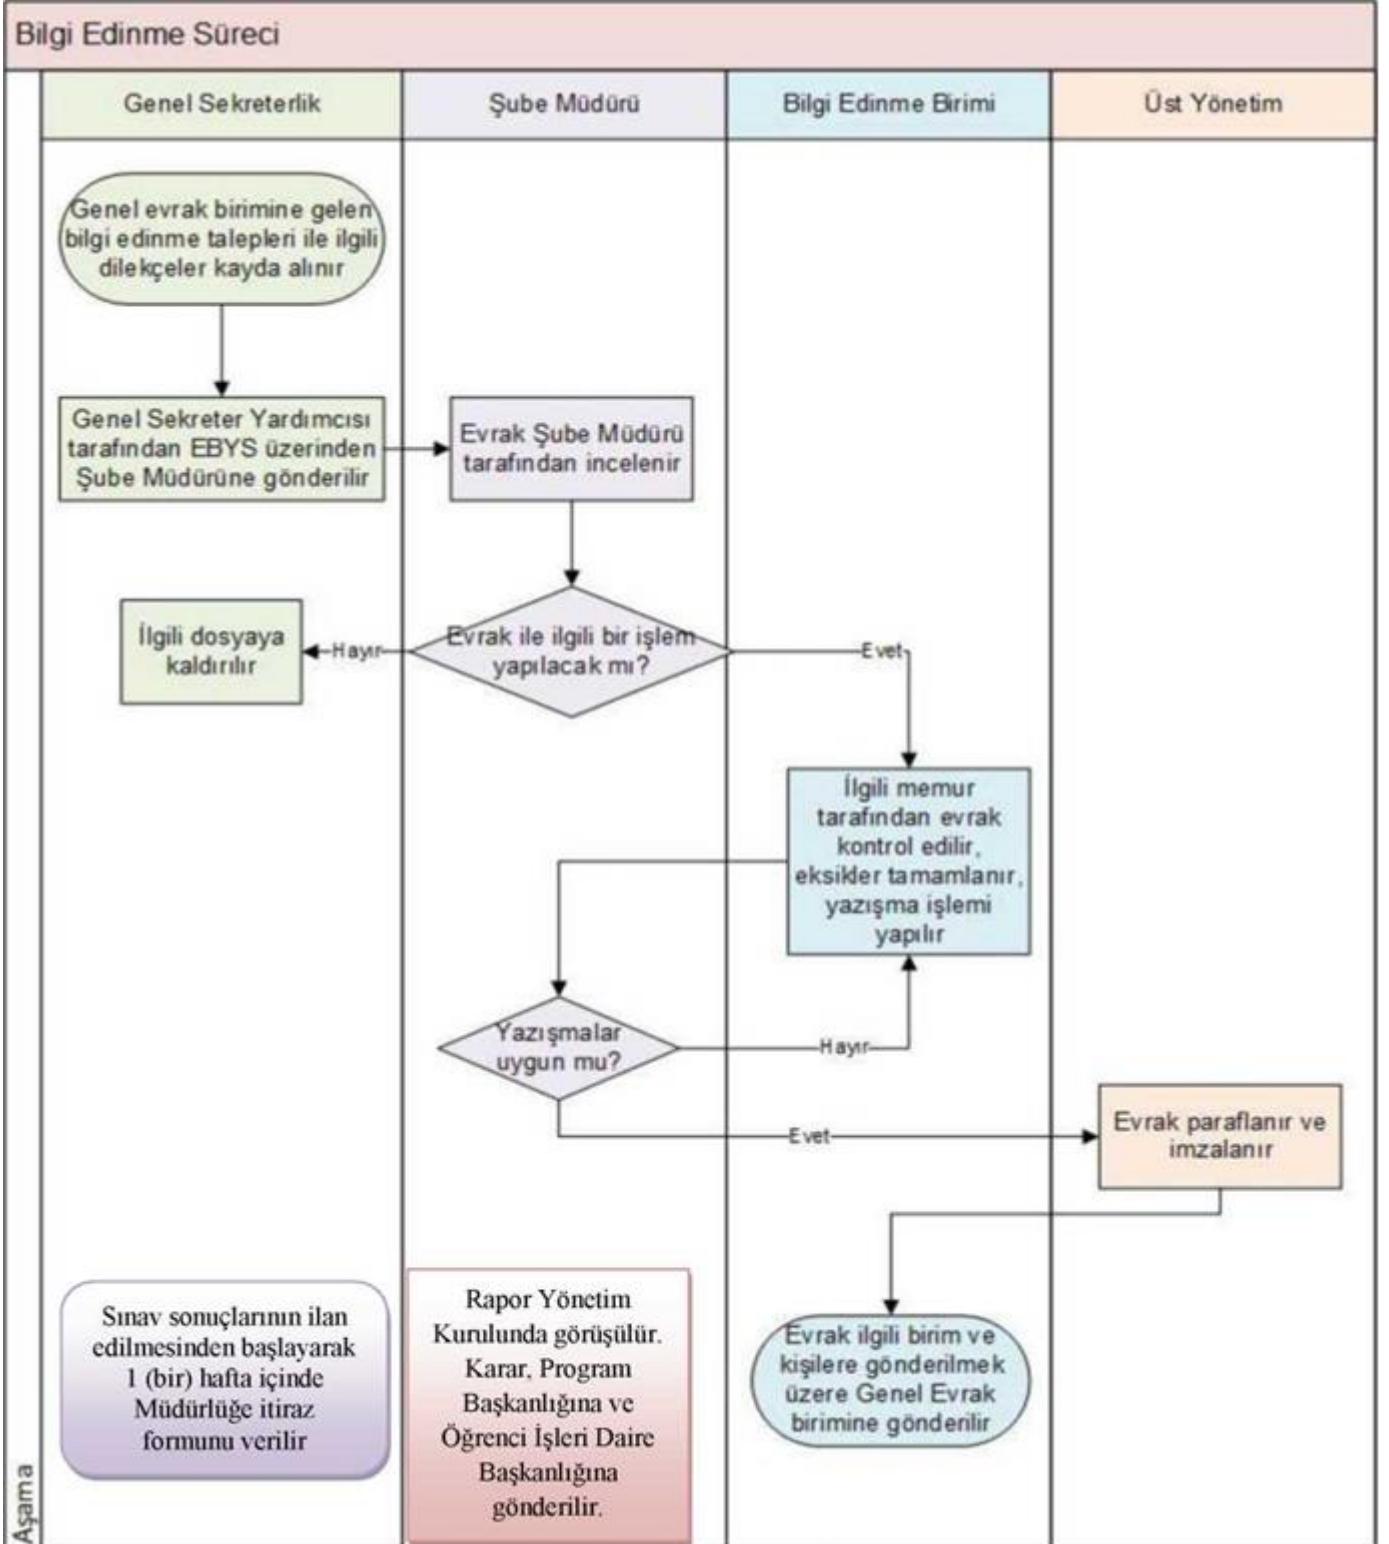 Bilgi Edinme Süreci
Genel Sekreterlik
Şube Müdürü
Bilgi Edinme Birimi
Üst Yönetim
Genel evrak birimine gelen
bilgi edinme talepleri ile ilgili
dilekçeler kayda alınır
Genel Sekreter Yardımcısı
tarafından EBYS üzerinden
Şube Müdürüne gönderilir
Evrak Şube Müdürü
tarafından incelenir
İlgili dosyaya
kaldırılır
Hayır
Evrak ile ilgili bir işlem
yapılacak mı?
Evet
İlgili memur
tarafından evrak
kontrol edilir,
eksikler tamamlanır,
yazışma işlemi
yapılır
Yazışmalar
uygun mu?
Hayır
Evet
Evrak paraflanır ve
imzalanır
Sınav sonuçlarının ilan
edilmesinden başlayarak
1 (bir) hafta içinde
Müdürlüğe itiraz
formunu verilir
Rapor Yönetim
Kurulunda görüşülür.
Karar, Program
Başkanlığına ve
Öğrenci İşleri Daire
Başkanlığına
gönderilir.
Evrak ilgili birim ve
kişilere gönderilmek
üzere Genel Evrak
birimine gönderilir
Aşama